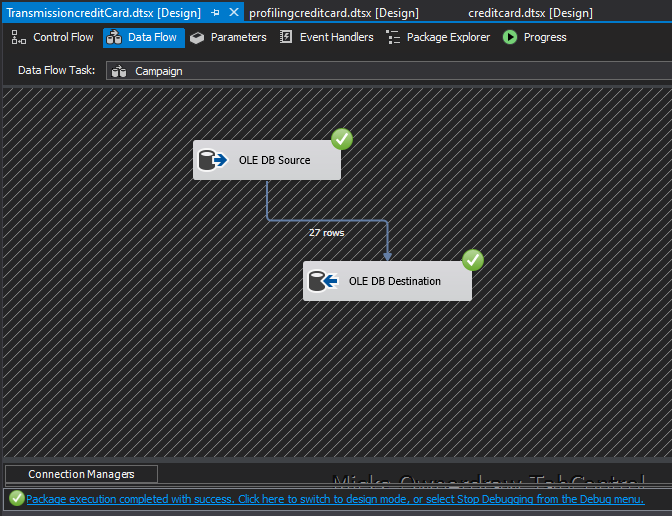 TransmissioncreditCard.dtsx [Design]
profilingcreditcard.dtsx [Design]
creditcard.dtsx [Design]
Control Flow
Data Flow
Parameters
Event Handlers
Package Explorer
Progress
Data Flow Task:
Campaign
OLE DB Source
27 rows
OLE DB Destination
Connection Managers
Package execution completed with success. Click here to switch to design mode, or select Stop Debugging from the Debug menu.